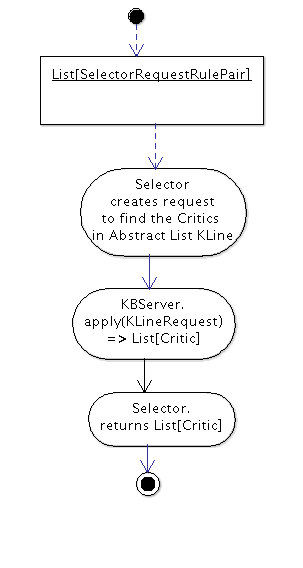 List[SelectorRequestRulePair]
Selector
creates request
to find the Critics
in Abstract List KLine
KBServer.
apply(KLineRequest)
=> List[Critic]
Selector.
returns List[Critic]